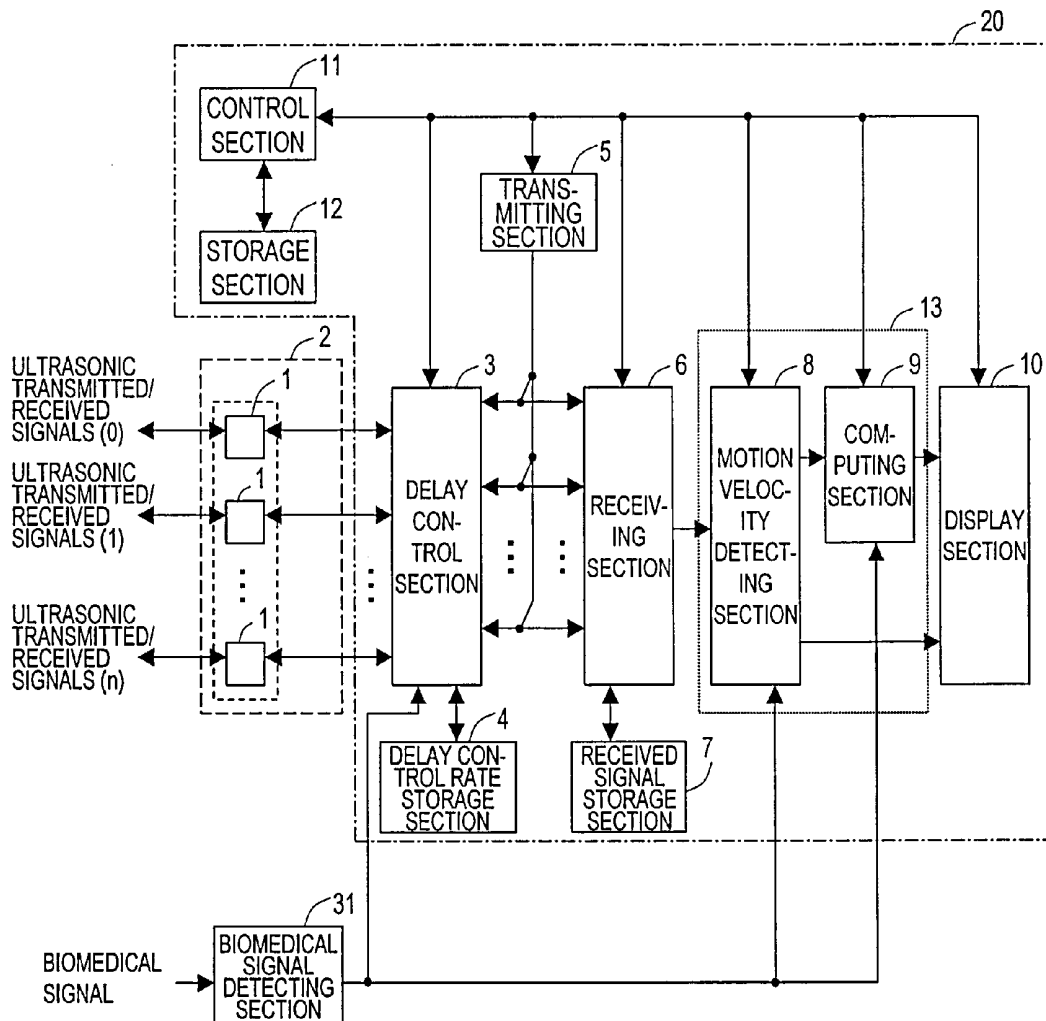 20
11
CONTROL
SECTION
5
TRANS-
MITTING
SECTION
12
STORAGE
SECTION
13
2
ULTRASONIC
TRANSMITTED/
RECEIVED
SIGNALS (0)
1
3
6
8
9
10
COM-
PUTING
SECTION
ULTRASONIC
TRANSMITTED/
RECEIVED
SIGNALS (1)
1
DELAY
CON-
TROL
SECTION
RECEIV-
ING
SECTION
MOTION
VELOC-
ITY
DETECT-
ING
SECTION
DISPLAY
SECTION
ULTRASONIC
TRANSMITTED/
RECEIVED
SIGNALS (n)
1
4
DELAY CON-
TROL RATE
STORAGE
SECTION
7
RECEIVED
SIGNAL
STORAGE
SECTION
31
BIOMEDICAL
SIGNAL
BIOMEDICAL
SIGNAL
DETECTING
SECTION